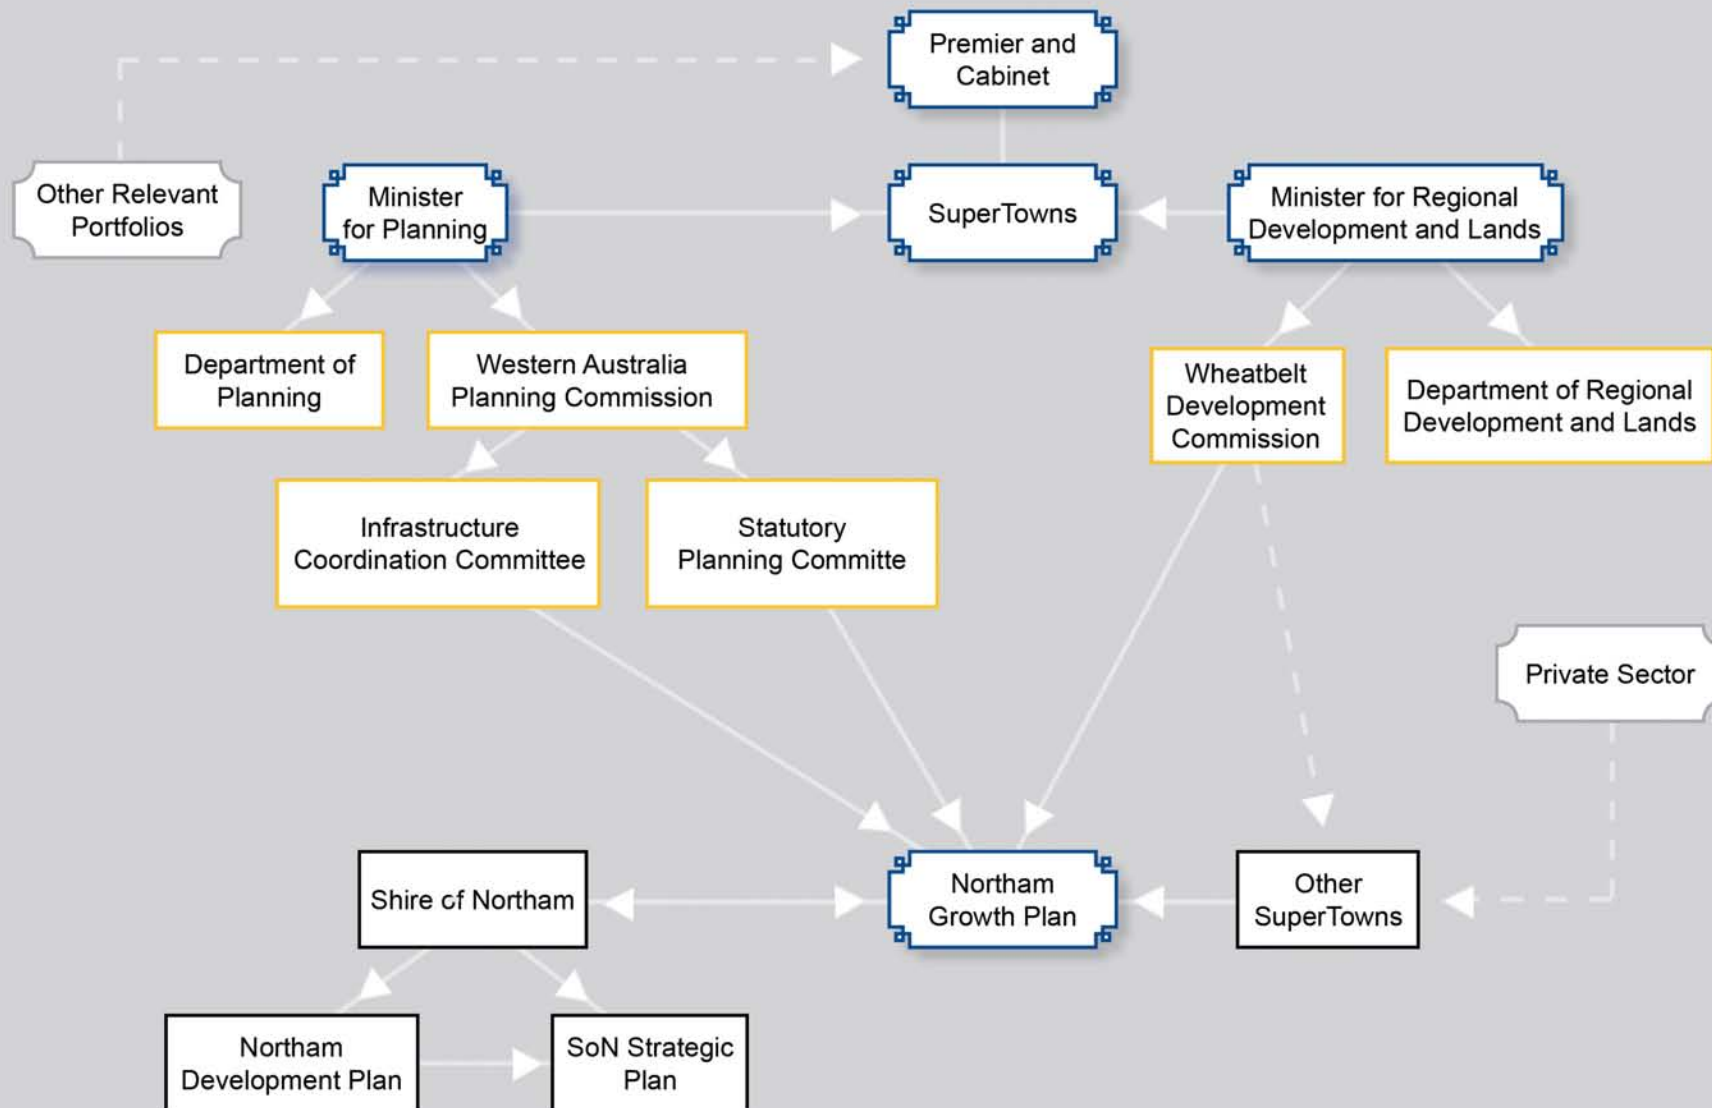 Premier and
Cabinet
Other Relevant
Portfolios
Minister
for Planning
SuperTowns
Minister for Regional
Development and Lands
Department of
Planning
Western Australia
Planning Commission
Wheatbelt
Development
Commission
Department of Regional
Development and Lands
Infrastructure
Coordination Committee
Statutory
Planning Committe
Private Sector
Shire of Northam
Northam
Growth Plan
Other
SuperTowns
Northam
Development Plan
SoN Strategic
Plan